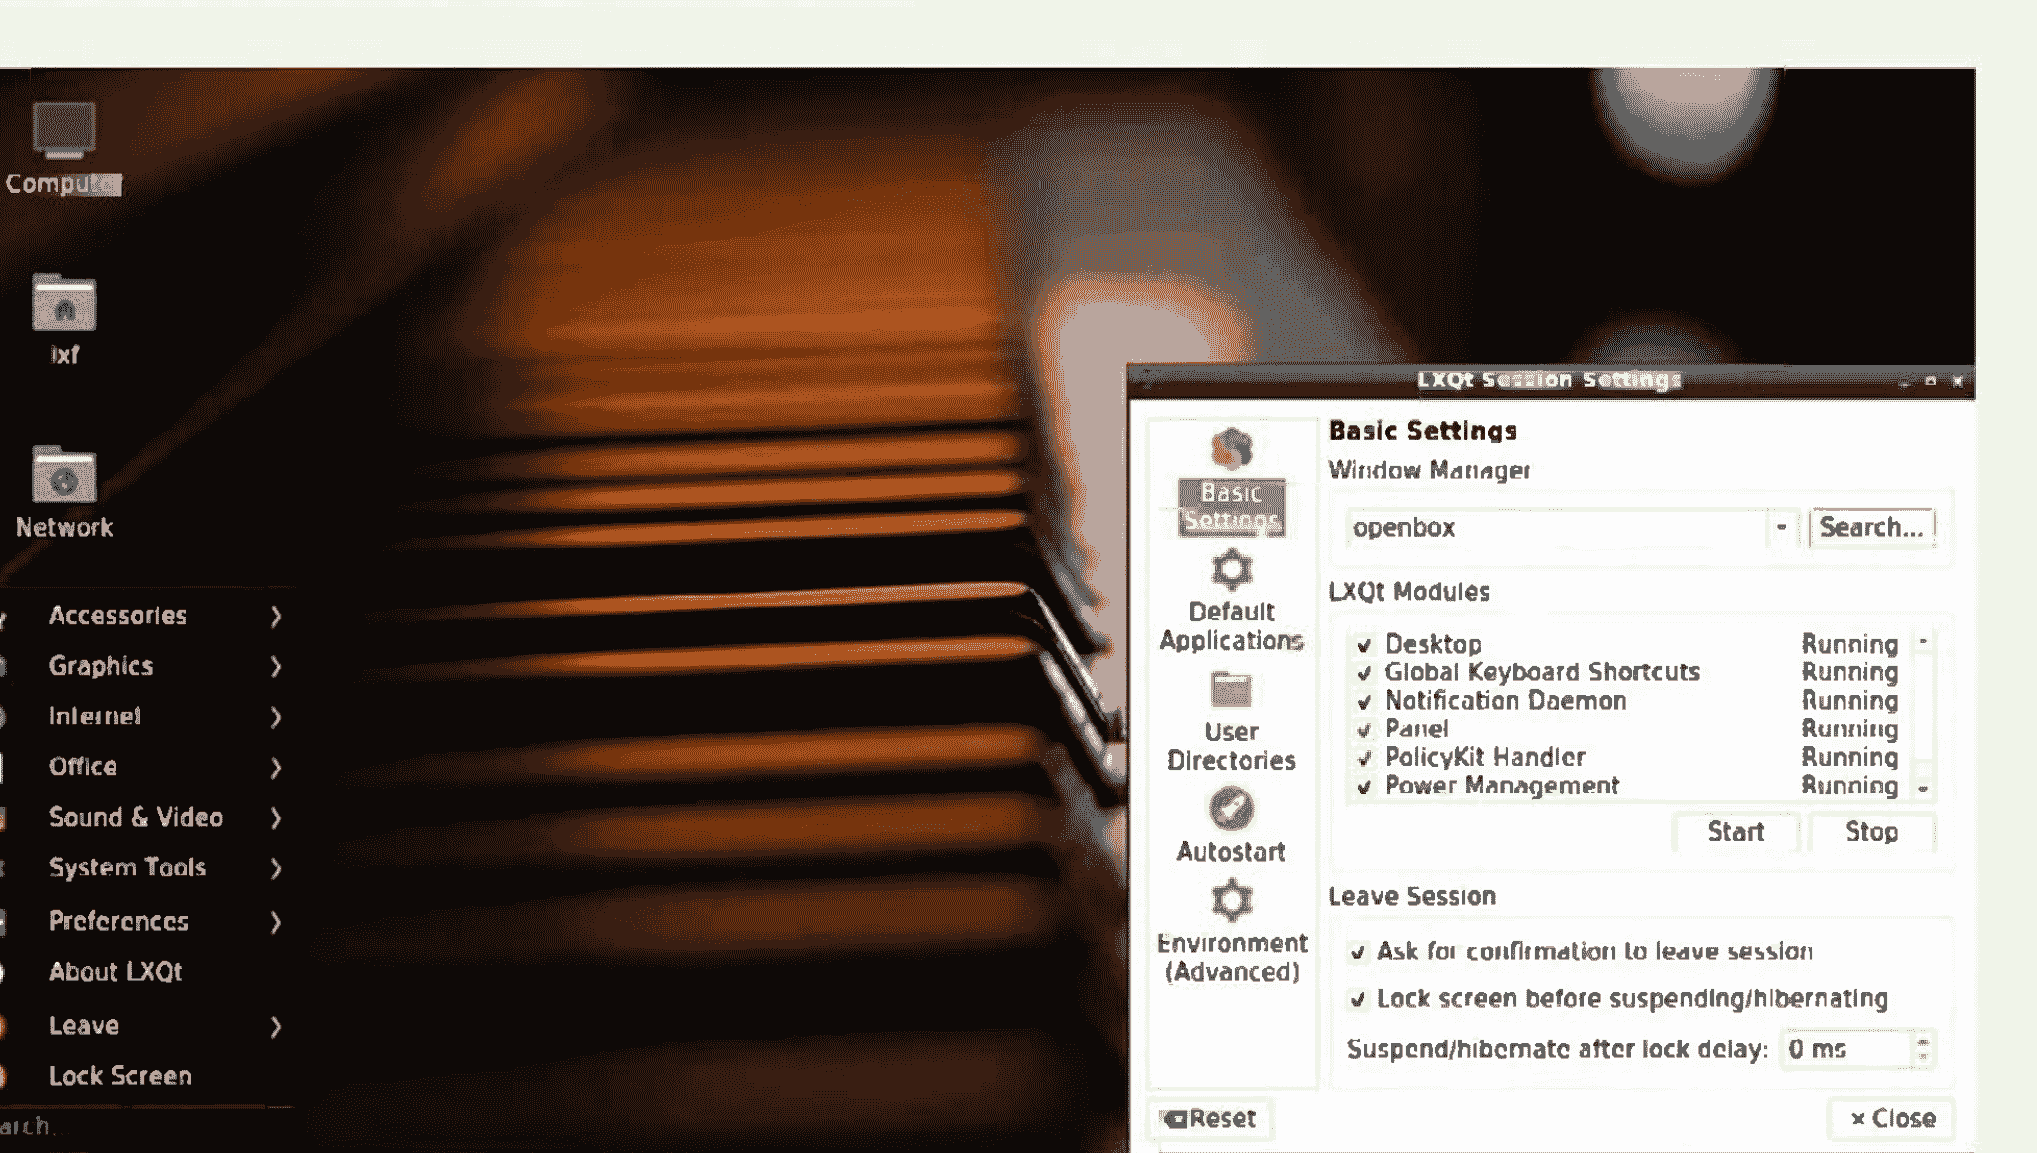 Computer
lxf
Network
Accessories
Graphics
Internet
Office
Sound & Video
System Tools
Preferences
About LXQt
Leave
Lock Screen
arch...
LXQt Session Settings
Basic
Settings
Default
Applications
User
Directories
Autostart
Environment
(Advanced)
Basic Settings
Window Manager
openbox
Search...
LXQt Modules
Desktop Running
Global Keyboard Shortcuts Running
Notification Daemon Running
Panel Running
PolicyKit Handler Running
Power Management Running
Start Stop
Leave Session
Ask for confirmation to leave session
Lock screen before suspending/hibernating
Suspend/hibernate after lock delay: 0 ms
Reset
Close